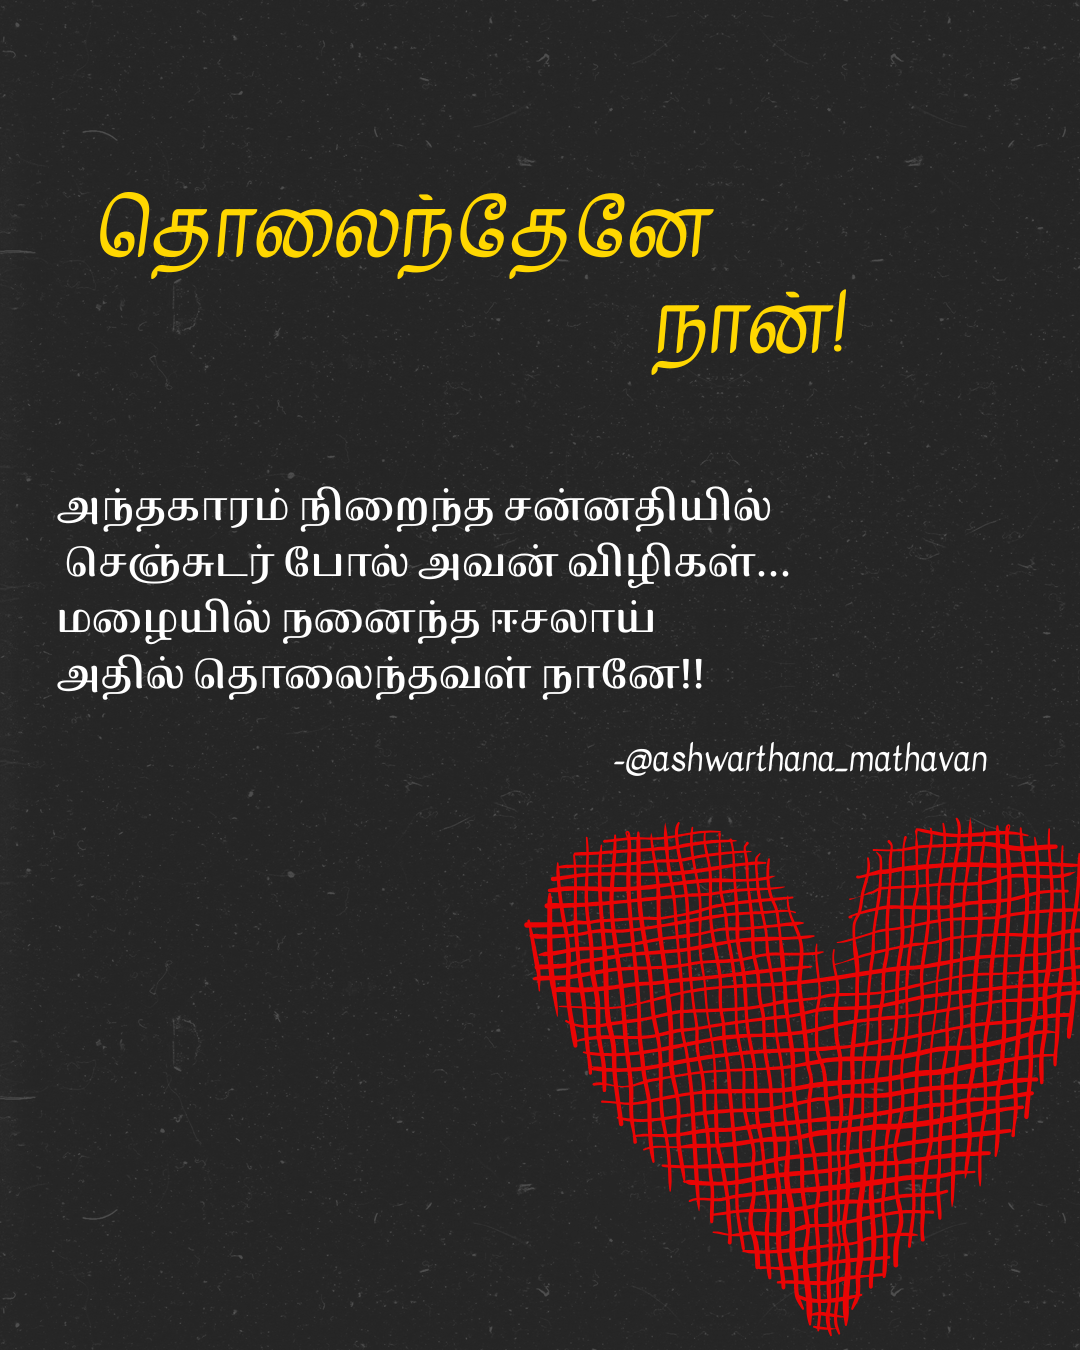 தொலைந்தேனே
நான்!
அந்தகாரம் நிறைந்த சன்னதியில்
செஞ்சுடர் போல் அவன் விழிகள்...
மழையில் நனைந்த ஈசலாய்
அதில் தொலைந்தவள் நானே!!
-@ashwarthana_mathavan